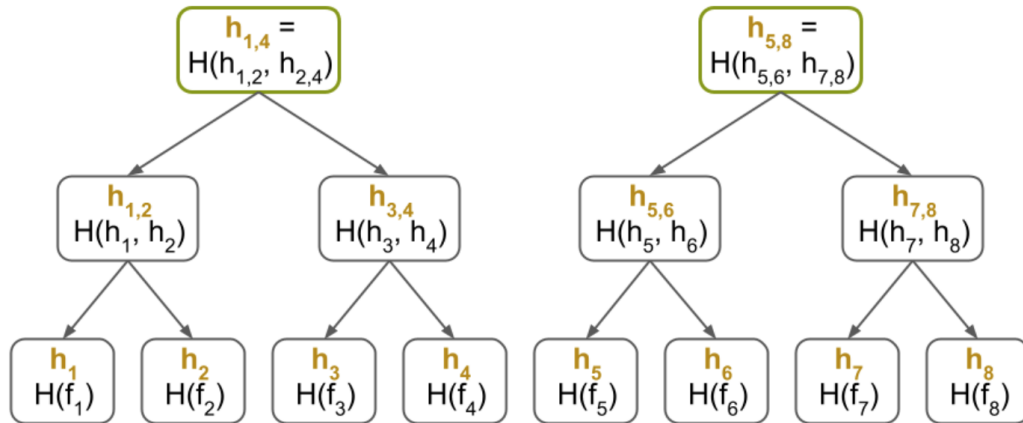 h1,4 =
H(h1,2, h2,4)
h5,8 =
H(h5,6, h7,8)
h1,2
H(h1, h2)
h3,4
H(h3, h4)
h5,6
H(h5, h6)
h7,8
H(h7, h8)
h1
H(f1)
h2
H(f2)
h3
H(f3)
h4
H(f4)
h5
H(f5)
h6
H(f6)
h7
H(f7)
h8
H(f8)